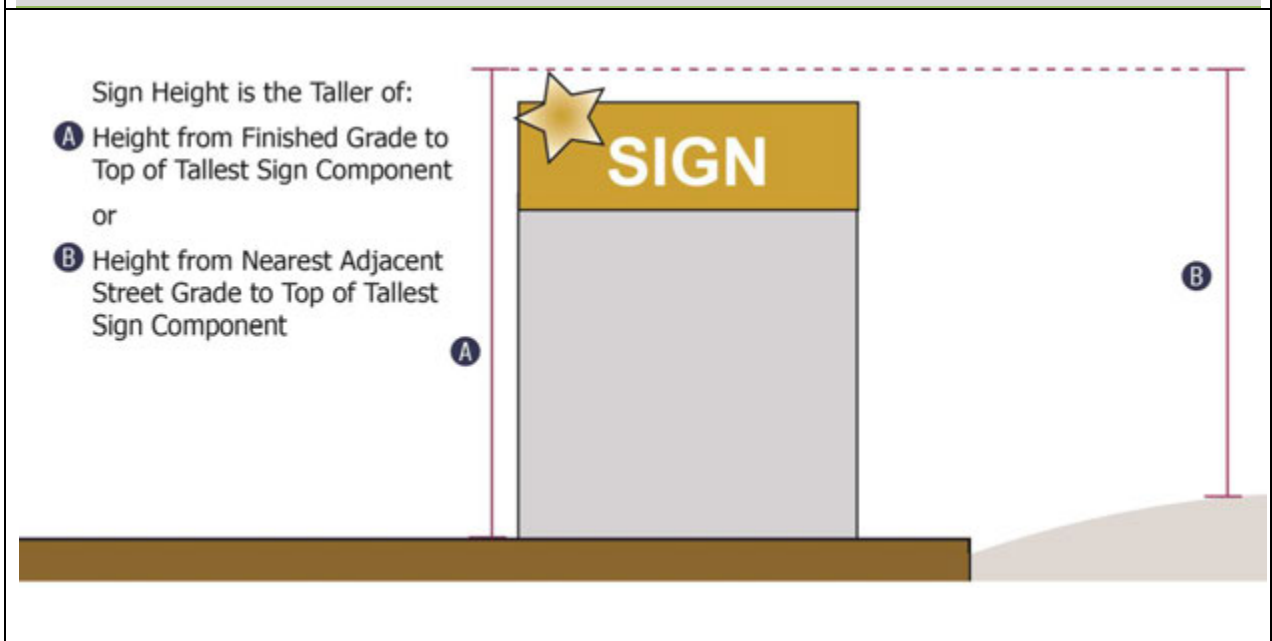 Sign Height is the Taller of:
A Height from Finished Grade to
Top of Tallest Sign Component
or
B Height from Nearest Adjacent
Street Grade to Top of Tallest
Sign Component
SIGN
A
B